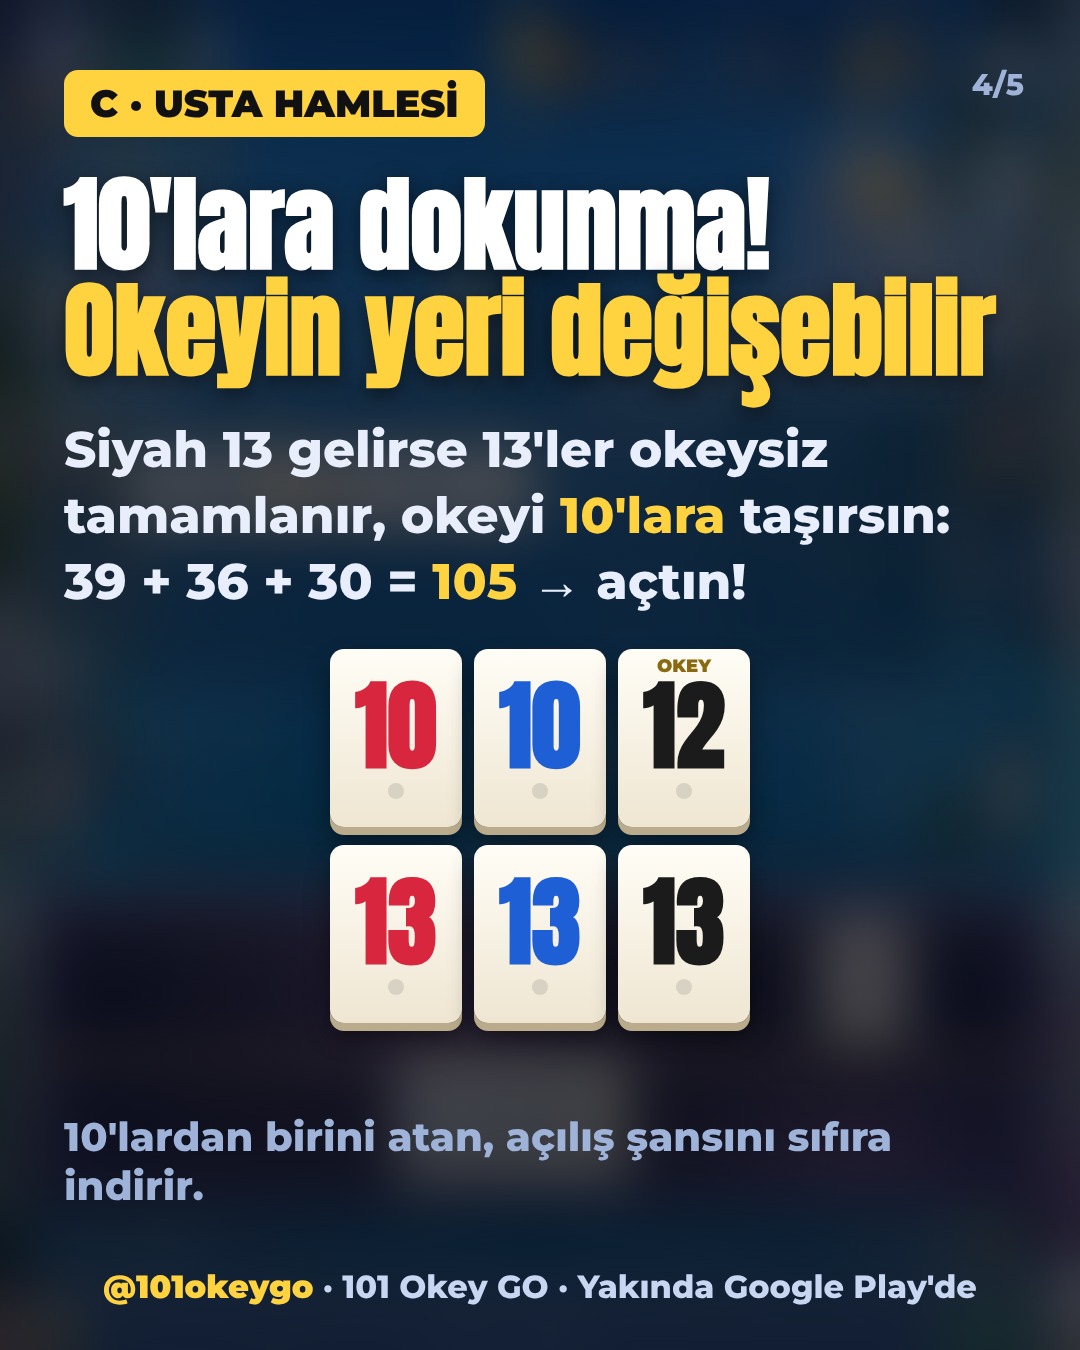 C • USTA HAMLESİ
4/5
10'lara dokunma!
Okeyin yeri değişebilir
Siyah 13 gelirse 13'ler okeysiz
tamamlanır, okeyi 10'lara taşırsın:
39 + 36 + 30 = 105 → açtın!
10 10 OKEY 12
13 13 13
10'lardan birini atan, açılış şansını sıfıra
indirir.
@101okeygo · 101 Okey GO · Yakında Google Play'de